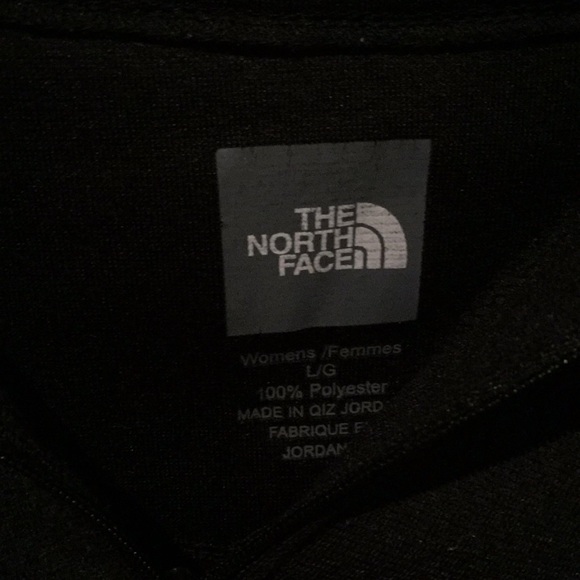 THE
NORTH
FACE
Womens /Femmes
L/G
100% Polyester
MADE IN QIZ JORD
FABRIQUE E
JORDAN